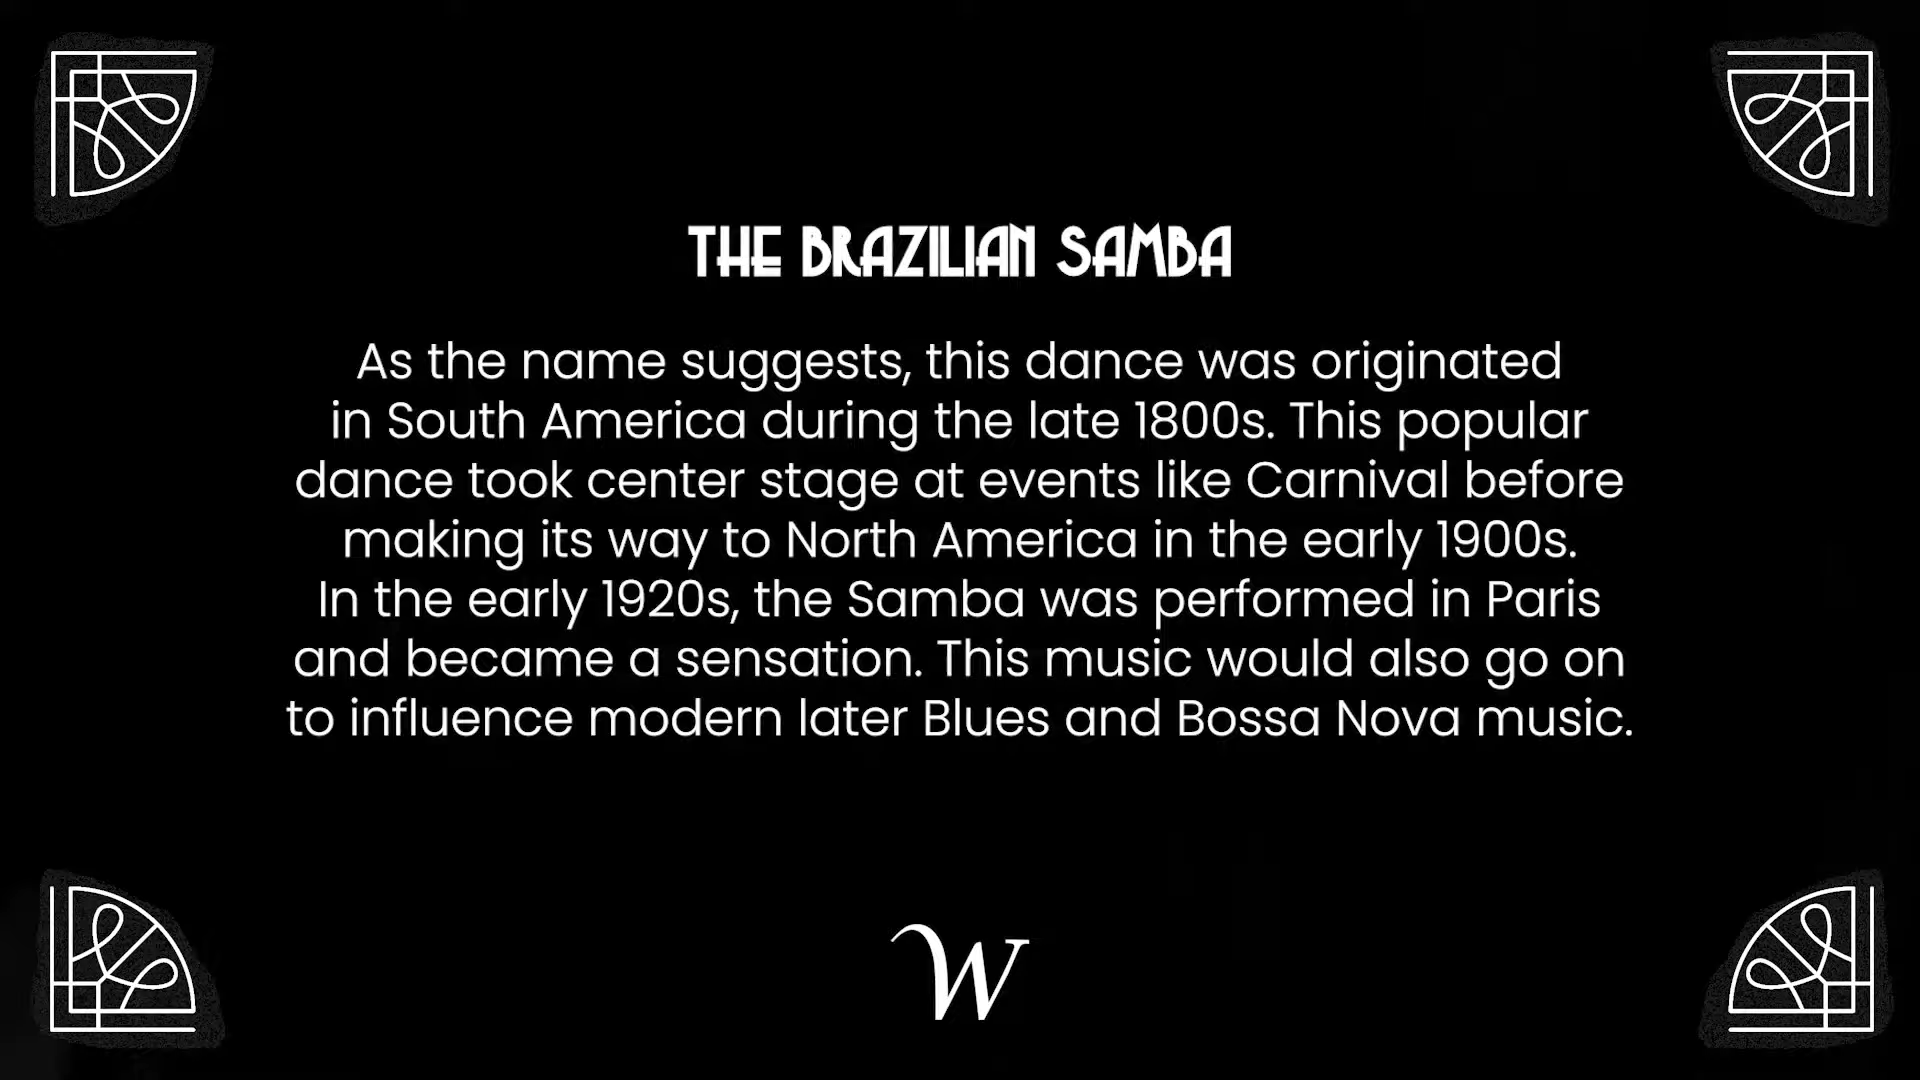 THE BRAZILIAN SAMBA
As the name suggests, this dance was originated
in South America during the late 1800s. This popular
dance took center stage at events like Carnival before
making its way to North America in the early 1900s.
In the early 1920s, the Samba was performed in Paris
and became a sensation. This music would also go on
to influence modern later Blues and Bossa Nova music.
W